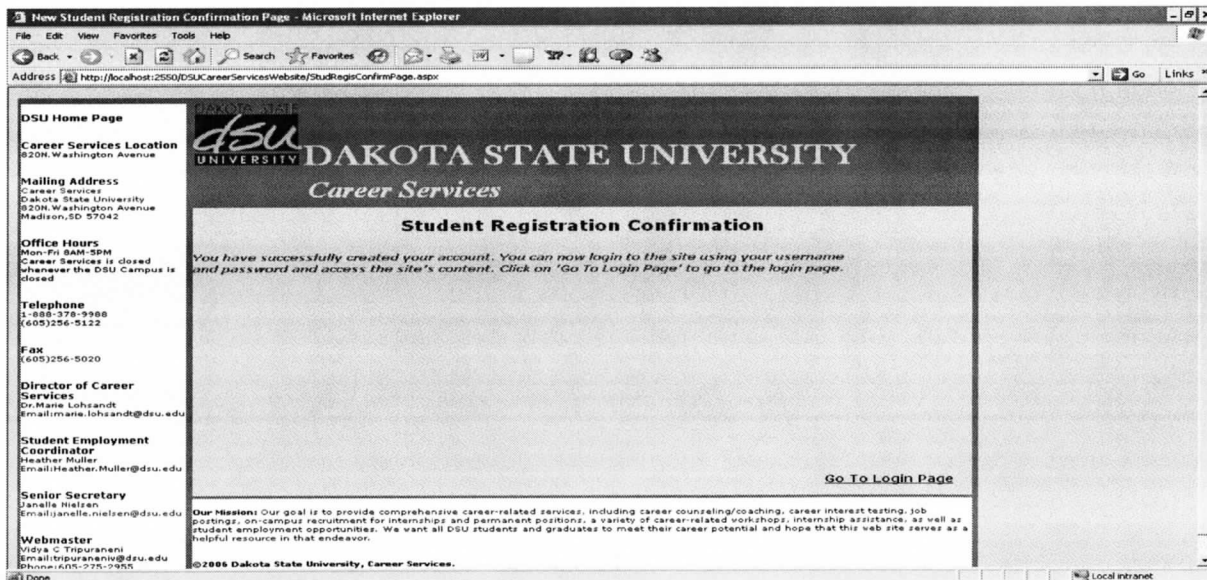 New Student Registration Confirmation Page - Microsoft Internet Explorer
File Edit View Favorites Tools Help
Back Search Favorites
Address http://localhost:2550/DSUCareerServicesWebsite/StudRegisConfirmPage.aspx Go Links
DSU Home Page
Career Services Location
820N.Washington Avenue
Mailing Address
Career Services
Dakota State University
820N.Washington Avenue
Madison,SD 57042
Office Hours
Mon-Fri 8AM-5PM
Career Services is closed
whenever the DSU Campus is
closed
Telephone
1-888-378-9988
(605)256-5122
Fax
(605)256-5020
Director of Career
Services
Dr.Marie Lohsandt
Email:marie.lohsandt@dsu.edu
Student Employment
Coordinator
Heather Muller
Email:Heather.Muller@dsu.edu
Senior Secretary
Janelle Nielsen
Email:janelle.nielsen@dsu.edu
Webmaster
Vidya C Tripuraneni
Email:tripuraneniv@dsu.edu
Phone:605-275-2955
DAKOTA STATE
dsu
UNIVERSITY
DAKOTA STATE UNIVERSITY
Career Services
Student Registration Confirmation
You have successfully created your account. You can now login to the site using your username
and password and access the site's content. Click on 'Go To Login Page' to go to the login page.
Go To Login Page
Our Mission: Our goal is to provide comprehensive career-related services, including career counseling/coaching, career interest testing, job
postings, on-campus recruitment for internships and permanent positions, a variety of career-related workshops, internship assistance, as well as
student employment opportunities. We want all DSU students and graduates to meet their career potential and hope that this web site serves as a
helpful resource in that endeavor.
©2006 Dakota State University, Career Services.
Done
Local intranet